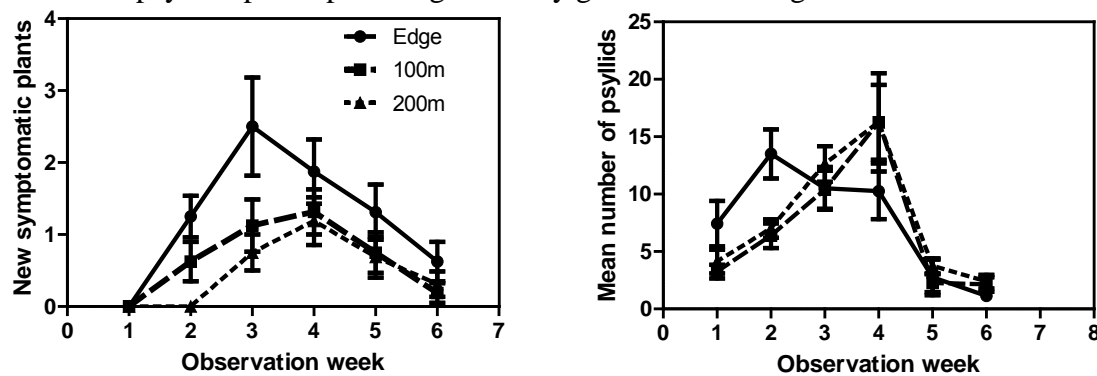 New symptomatic plants
4
3
2
1
0
Edge
100m
200m
0 1 2 3 4 5 6 7
Observation week
Mean number of psyllids
25
20
15
10
5
0
0 1 2 3 4 5 6 7 8
Observation week